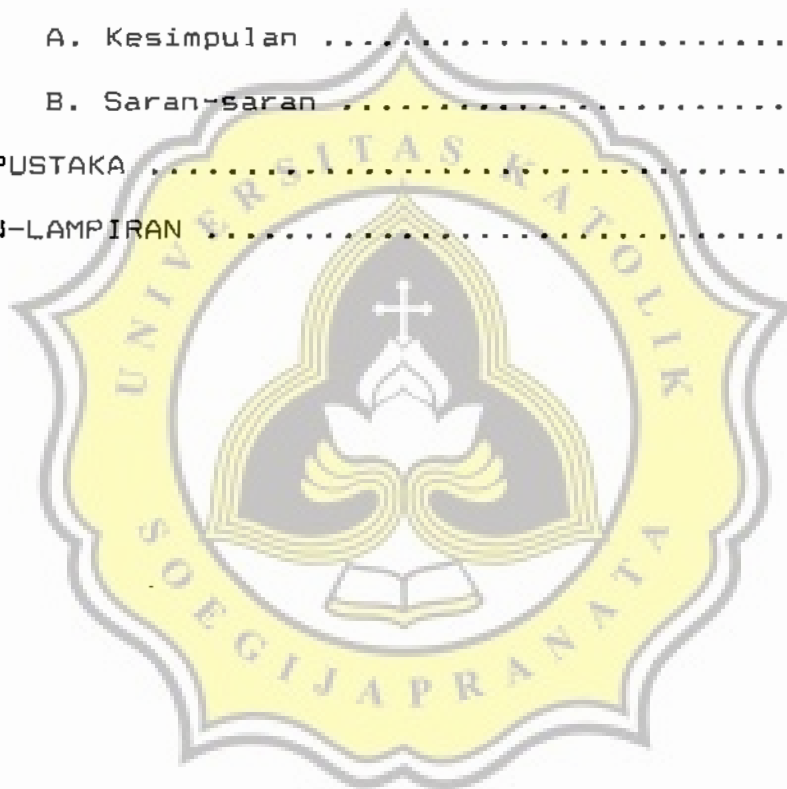 A. Kesimpulan ........................
B. Saran-saran .......................
PUSTAKA ..............................
-LAMPIRAN ............................
UNIVERSITAS KATOLIK
SOEGIJAPRANATA